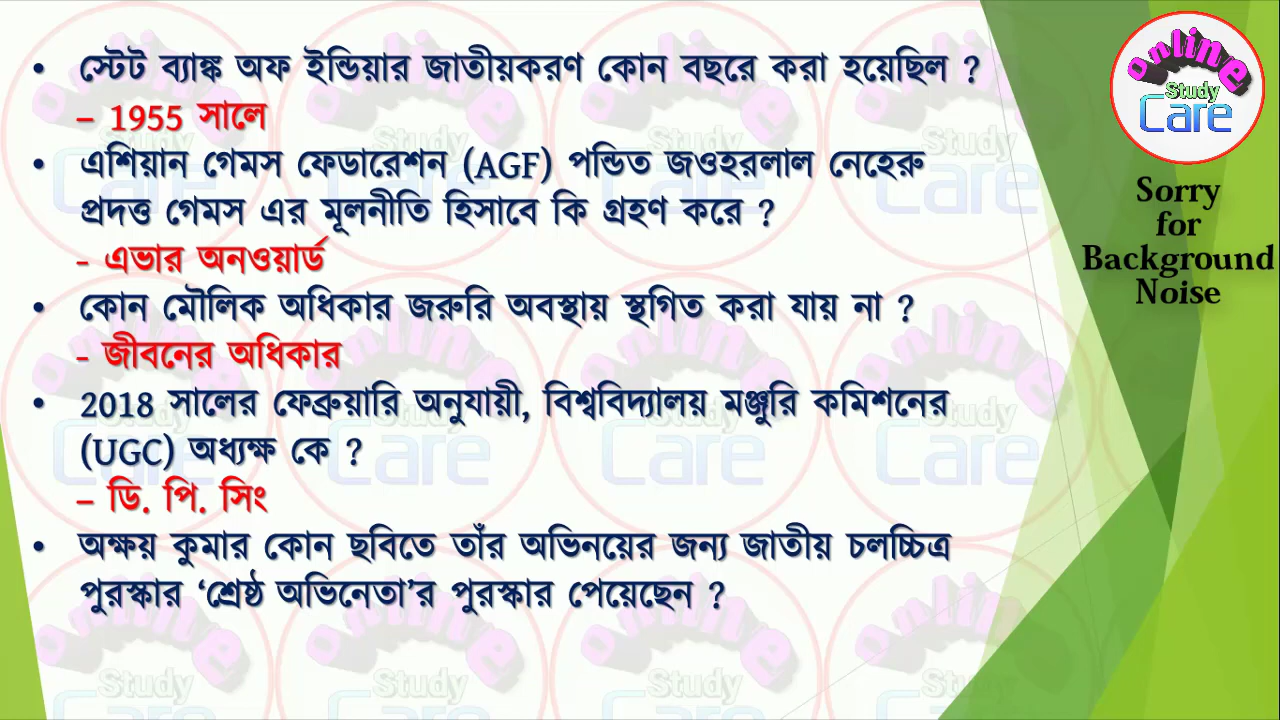 • স্টেট ব্যাঙ্ক অফ ইন্ডিয়ার জাতীয়করণ কোন বছরে করা হয়েছিল ?
– 1955 সালে
• এশিয়ান গেমস ফেডারেশন (AGF) পন্ডিত জওহরলাল নেহেরু
প্রদত্ত গেমস এর মূলনীতি হিসাবে কি গ্রহণ করে ?
- এভার অনওয়ার্ড
• কোন মৌলিক অধিকার জরুরি অবস্থায় স্থগিত করা যায় না ?
- জীবনের অধিকার
• 2018 সালের ফেব্রুয়ারি অনুযায়ী, বিশ্ববিদ্যালয় মঞ্জুরি কমিশনের
(UGC) অধ্যক্ষ কে ?
– ডি. পি. সিং
• অক্ষয় কুমার কোন ছবিতে তাঁর অভিনয়ের জন্য জাতীয় চলচ্চিত্র
পুরস্কার ‘শ্রেষ্ঠ অভিনেতা’র পুরস্কার পেয়েছেন ?
online
Study
Care
Sorry
for
Background
Noise